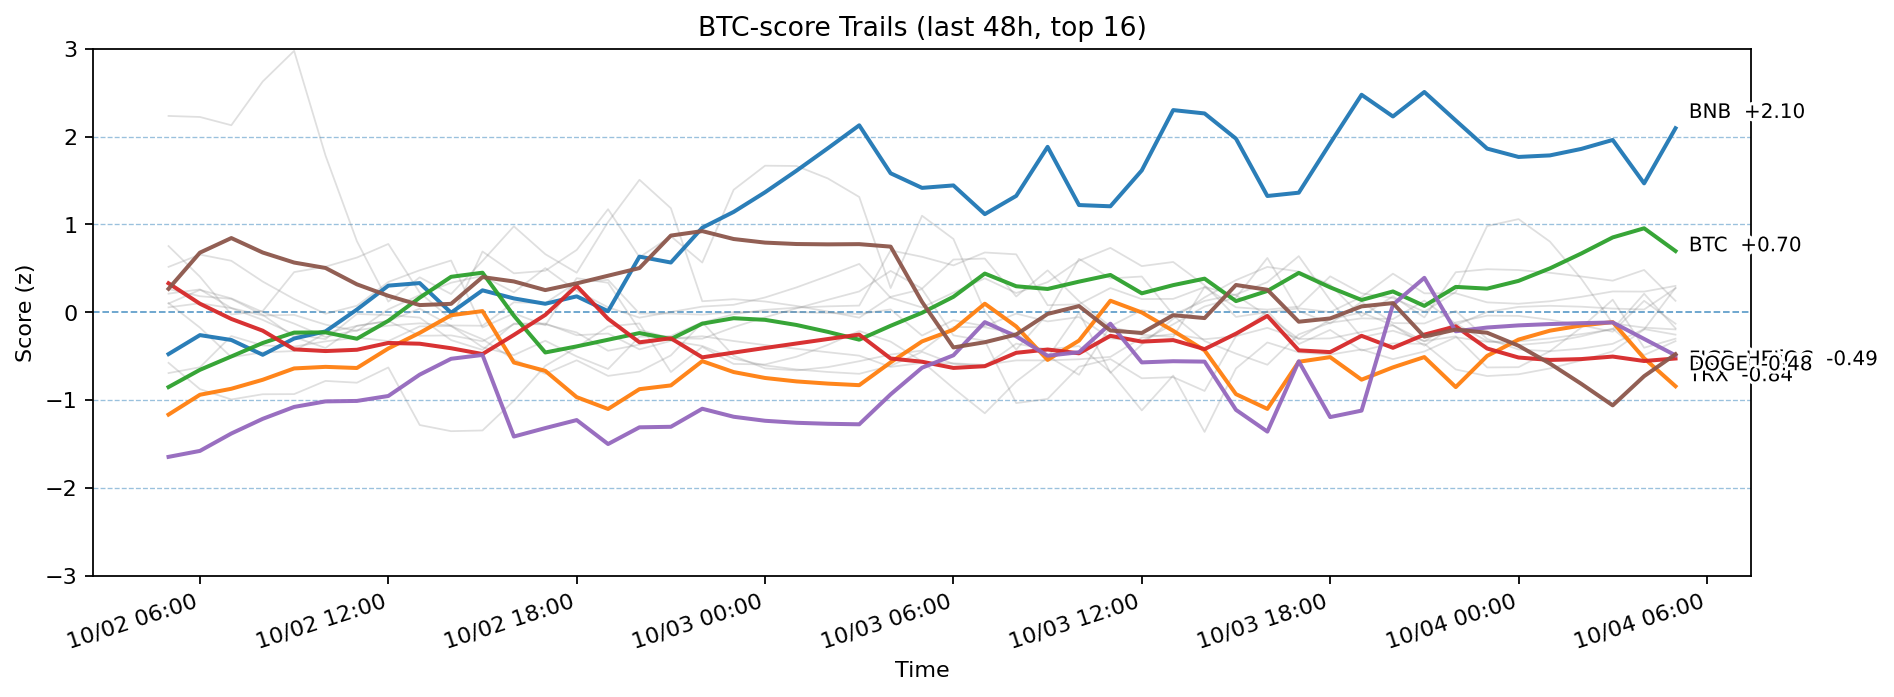 BTC-score Trails (last 48h, top 16)
Score (z)
3
2
1
0
−1
−2
−3
BNB +2.10
BTC +0.70
-0.49
DOGE -0.48
TRX -0.84
10/02 06:00
10/02 12:00
10/02 18:00
10/03 00:00
10/03 06:00
10/03 12:00
10/03 18:00
10/04 00:00
10/04 06:00
Time